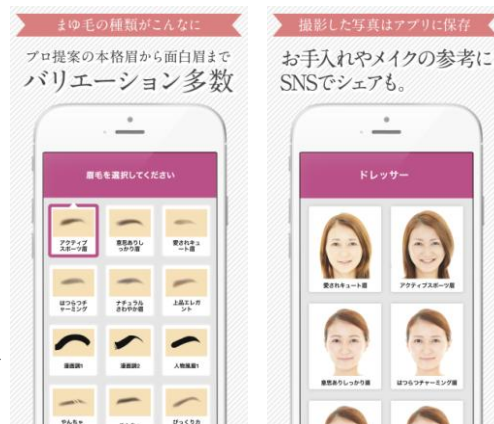 まゆ毛の種類がこんなに
プロ提案の本格眉から面白眉まで
バリエーション多数
眉毛を選択してください
アクティブ
スポーツ眉
意思ありし
っかり眉
愛されキュ
ート眉
はつらつチ
ャーミング
ナチュラル
さわやか眉
上品エレガ
ント
漫画調1
漫画調2
人物風眉1
撮影した写真はアプリに保存
お手入れやメイクの参考に
SNSでシェアも。
ドレッサー
愛されキュート眉
アクティブスポーツ眉
意思ありしっかり眉
はつらつチャーミング眉